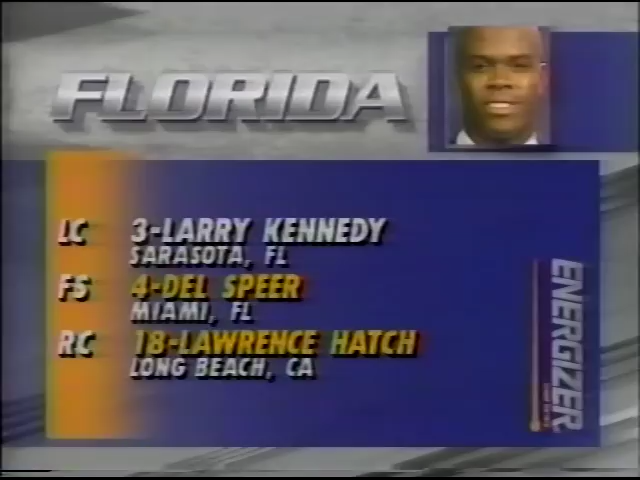 FLORIDA
LC 3-LARRY KENNEDY
SARASOTA, FL
FS 4-DEL SPEER
MIAMI, FL
RC 18-LAWRENCE HATCH
LONG BEACH, CA
ENERGIZER